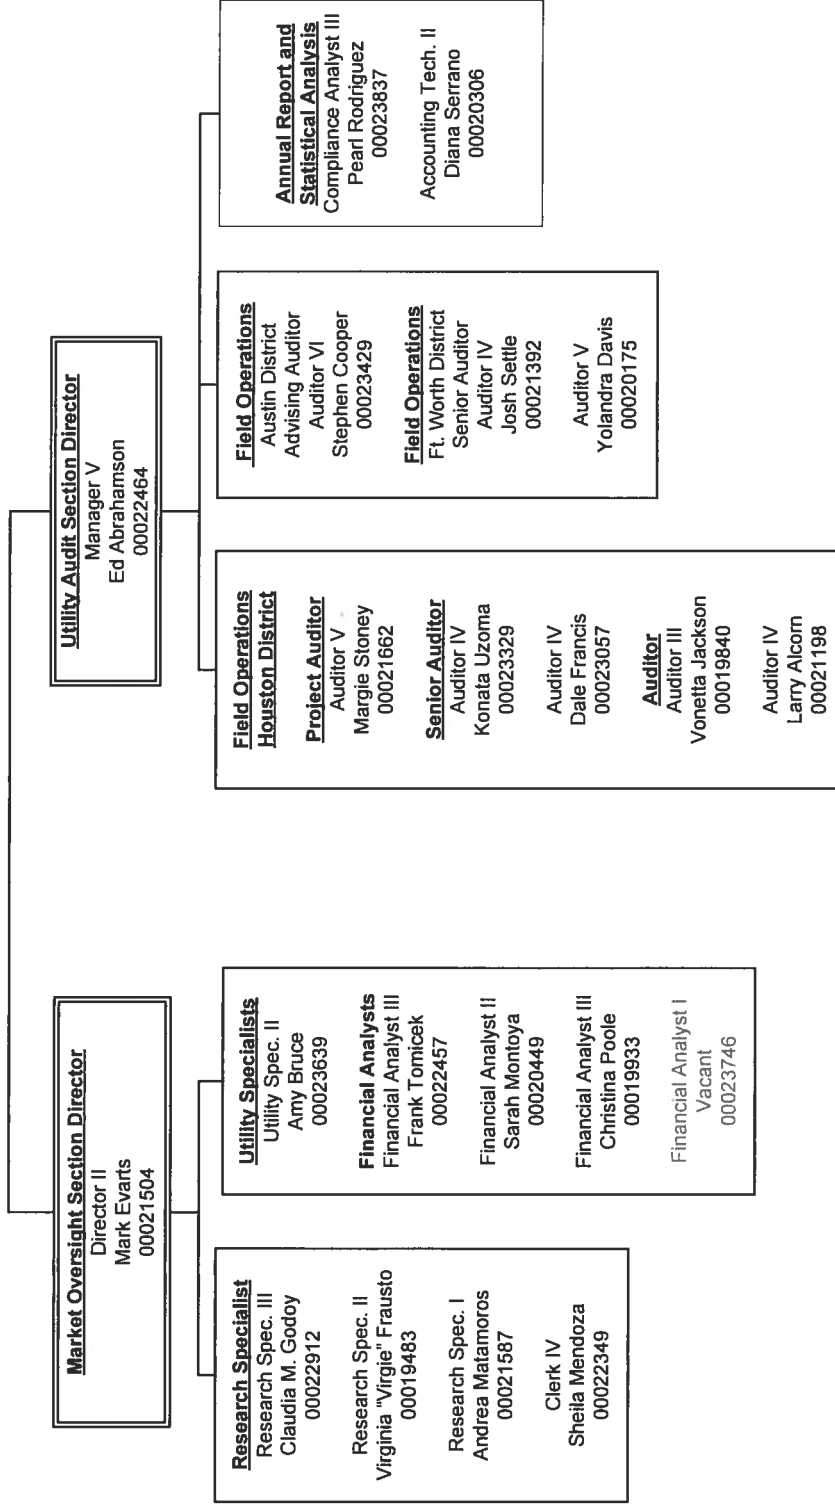 Market Oversight Section Director
Director II
Mark Evarts
00021504
Research Specialist
Research Spec. III
Claudia M. Godoy
00022912
Research Spec. II
Virginia "Virgie" Frausto
00019483
Research Spec. I
Andrea Matamoros
00021587
Clerk IV
Sheila Mendoza
00022349
Utility Specialists
Utility Spec. II
Amy Bruce
00023639
Financial Analysts
Financial Analyst III
Frank Tomicek
00022457
Financial Analyst II
Sarah Montoya
00020449
Financial Analyst III
Christina Poole
00019933
Financial Analyst I
Vacant
00023746
Utility Audit Section Director
Manager V
Ed Abrahamson
00022464
Field Operations
Houston District
Project Auditor
Auditor V
Margie Stoney
00021662
Senior Auditor
Auditor IV
Konata Uzoma
00023329
Auditor IV
Dale Francis
00023057
Auditor
Auditor III
Vonetta Jackson
00019840
Auditor IV
Larry Alcorn
00021198
Field Operations
Austin District
Advising Auditor
Auditor VI
Stephen Cooper
00023429
Field Operations
Ft. Worth District
Senior Auditor
Auditor IV
Josh Settle
00021392
Auditor V
Yolandra Davis
00020175
Annual Report and
Statistical Analysis
Compliance Analyst III
Pearl Rodriguez
00023837
Accounting Tech. II
Diana Serrano
00020306